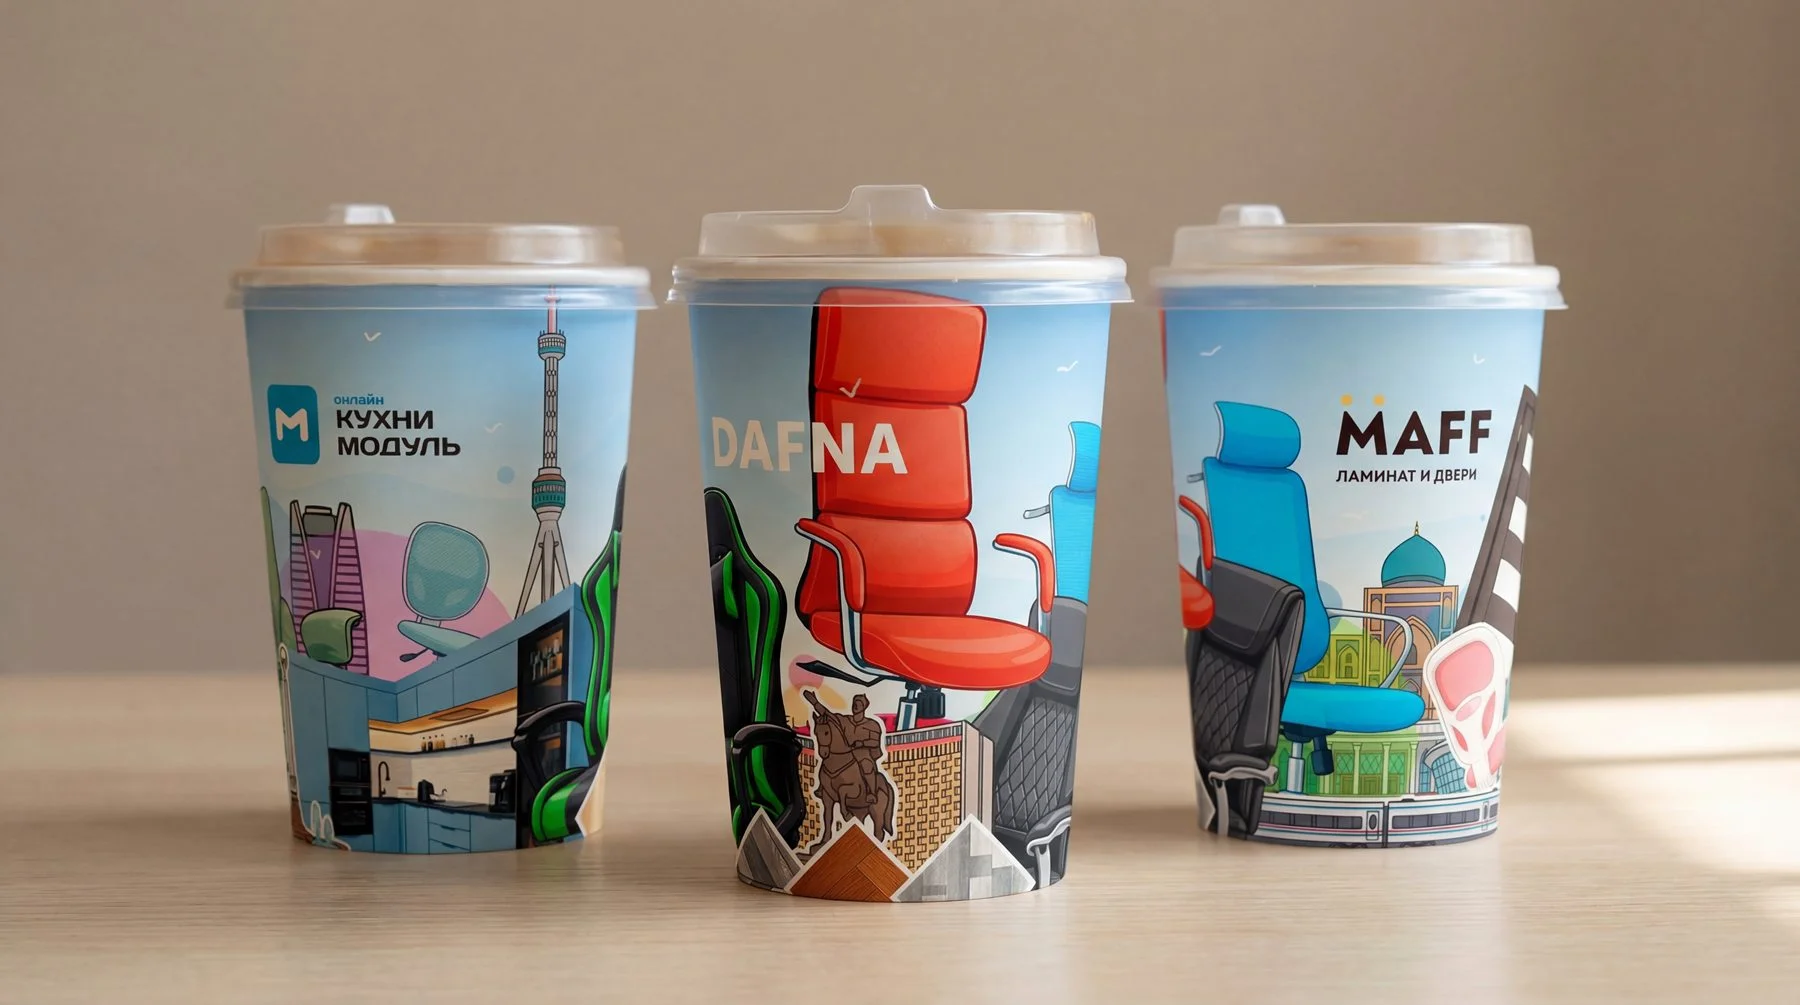 М
онлайн
КУХНИ
МОДУЛЬ
DAFNA
MAFF
ЛАМИНАТ И ДВЕРИ